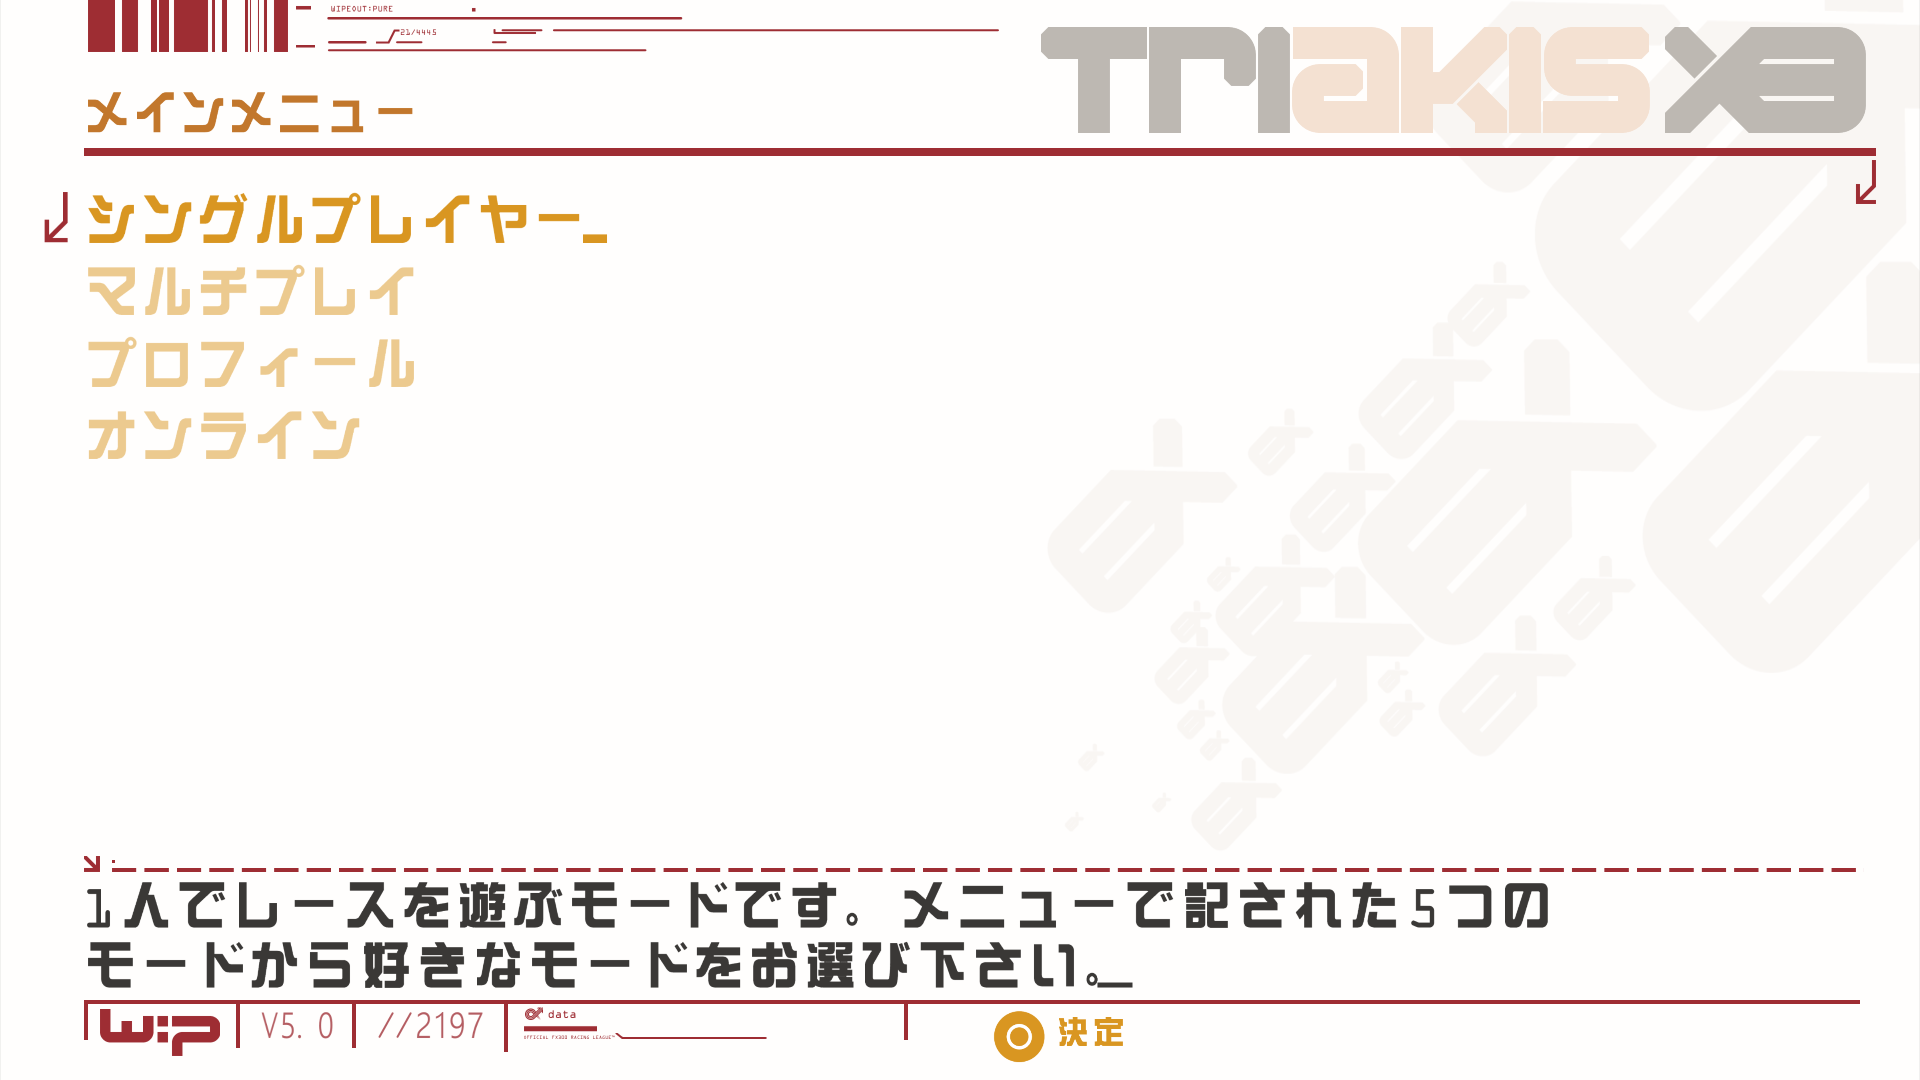 WIPEOUT:PURE
21/4445
TRIAKIS XB
メインメニュー
シングルプレイヤー_
マルチプレイ
プロフィール
オンライン
1人でレースを遊ぶモードです。メニューで記された5つの
モードから好きなモードをお選び下さい。_
wip V5. 0 //2197 data
OFFICIAL FX300 RACING LEAGUE™
決定